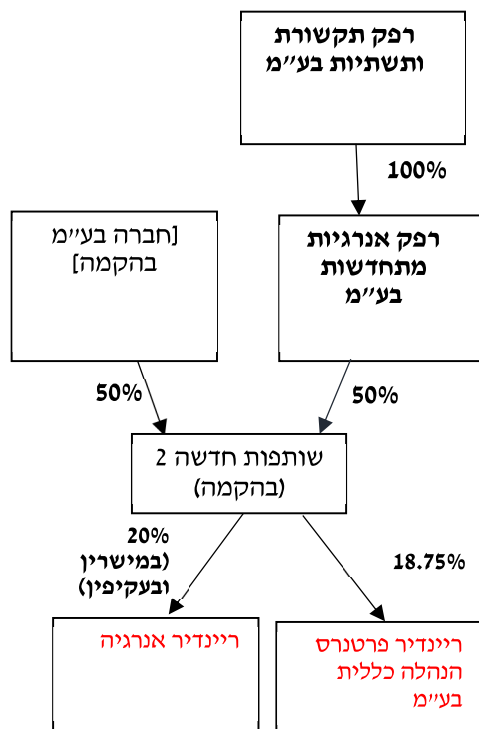 רפק תקשורת
ותשתיות בע״מ
100%
[חברה בע״מ
בהקמה]
רפק אנרגיות
מתחדשות
בע״מ
50%
50%
שותפות חדשה 2
(בהקמה)
20%
(במישרין
ובעקיפין)
18.75%
ריינדיר אנרגיה
ריינדיר פרטנרס
הנהלה כללית
בע״מ